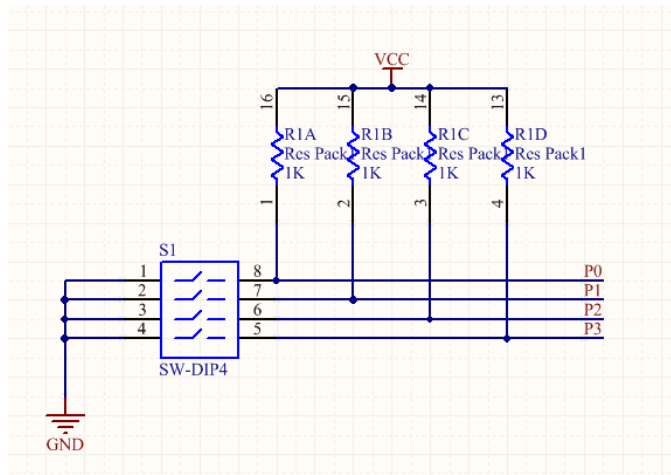 VCC
16
15
14
13
R1A
R1B
R1C
R1D
Res Pack1
Res Pack1
Res Pack1
Res Pack1
1K
1K
1K
1K
1
2
3
4
S1
1
8
P0
2
7
P1
3
6
P2
4
5
P3
SW-DIP4
GND